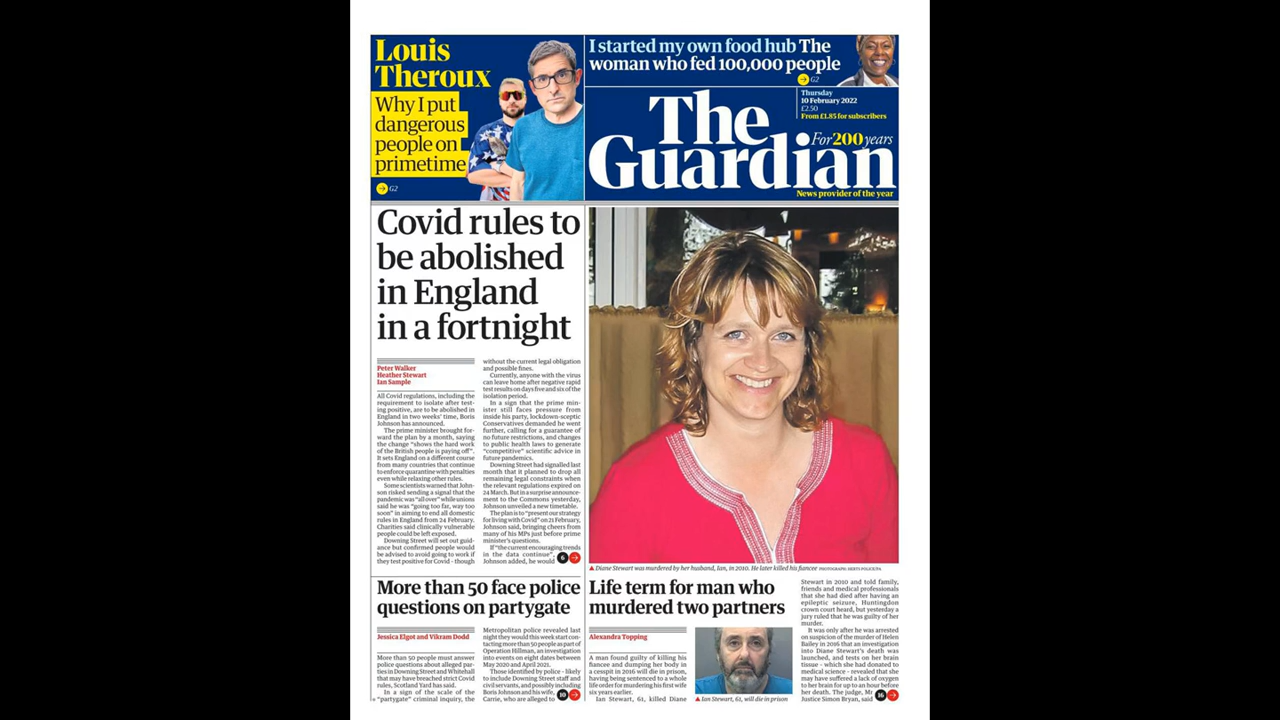 Louis
Theroux
Why I put
dangerous
people on
primetime
G2
I started my own food hub The
woman who fed 100,000 people
G2
Thursday
10 February 2022
£2.50
From £1.85 for subscribers
The
Guardian
For 200 years
News provider of the year
Covid rules to
be abolished
in England
in a fortnight
Peter Walker
Heather Stewart
Ian Sample
All Covid regulations, including the
requirement to isolate after test-
ing positive, are to be abolished in
England in two weeks' time, Boris
Johnson has announced.
The prime minister brought for-
ward the plan by a month, saying
the change "shows the hard work
of the British people is paying off".
It sets England on a different course
from many countries that continue
to enforce quarantine with penalties
even while relaxing other rules.
Some scientists warned that John-
son risked sending a signal that the
pandemic was "all over" while unions
said he was "going too far, way too
soon" in aiming to end all domestic
rules in England from 24 February.
Charities said clinically vulnerable
people could be left exposed.
Downing Street will set out guid-
ance but confirmed people would
be advised to avoid going to work if
they test positive for Covid – though
without the current legal obligation
and possible fines.
Currently, anyone with the virus
can leave home after negative rapid
test results on days five and six of the
isolation period.
In a sign that the prime min-
ister still faces pressure from
inside his party, lockdown-sceptic
Conservatives demanded he went
further, calling for a guarantee of
no future restrictions, and changes
to public health laws to generate
"competitive" scientific advice in
future pandemics.
Downing Street had signalled last
month that it planned to drop all
remaining legal constraints when
the relevant regulations expired on
24 March. But in a surprise announce-
ment to the Commons yesterday,
Johnson unveiled a new timetable.
The plan is to "present our strategy
for living with Covid" on 21 February,
Johnson said, bringing cheers from
many of his MPs just before prime
minister's questions.
If "the current encouraging trends
in the data continue",
Johnson added, he would
6
Diane Stewart was murdered by her husband, Ian, in 2010. He later killed his fiancee PHOTOGRAPH: HERTS POLICE/PA
More than 50 face police
questions on partygate
Jessica Elgot and Vikram Dodd
More than 50 people must answer
police questions about alleged par-
ties in Downing Street and Whitehall
that may have breached strict Covid
rules, Scotland Yard has said.
In a sign of the scale of the
"partygate" criminal inquiry, the
Metropolitan police revealed last
night they would this week start con-
tacting more than 50 people as part of
Operation Hillman, an investigation
into events on eight dates between
May 2020 and April 2021.
Those identified by police – likely
to include Downing Street staff and
civil servants, and possibly including
Boris Johnson and his wife,
Carrie, who are alleged to
10
Life term for man who
murdered two partners
Alexandra Topping
A man found guilty of killing his
fiancee and dumping her body in
a cesspit in 2016 will die in prison,
having being sentenced to a whole
life order for murdering his first wife
six years earlier.
Ian Stewart, 61, killed Diane
Ian Stewart, 61, will die in prison
Stewart in 2010 and told family,
friends and medical professionals
that she had died after having an
epileptic seizure, Huntingdon
crown court heard, but yesterday a
jury ruled that he was guilty of her
murder.
It was only after he was arrested
on suspicion of the murder of Helen
Bailey in 2016 that an investigation
into Diane Stewart's death was
launched, and tests on her brain
tissue – which she had donated to
medical science – revealed that she
may have suffered a lack of oxygen
to her brain for up to an hour before
her death. The judge, Mr
Justice Simon Bryan, said
16